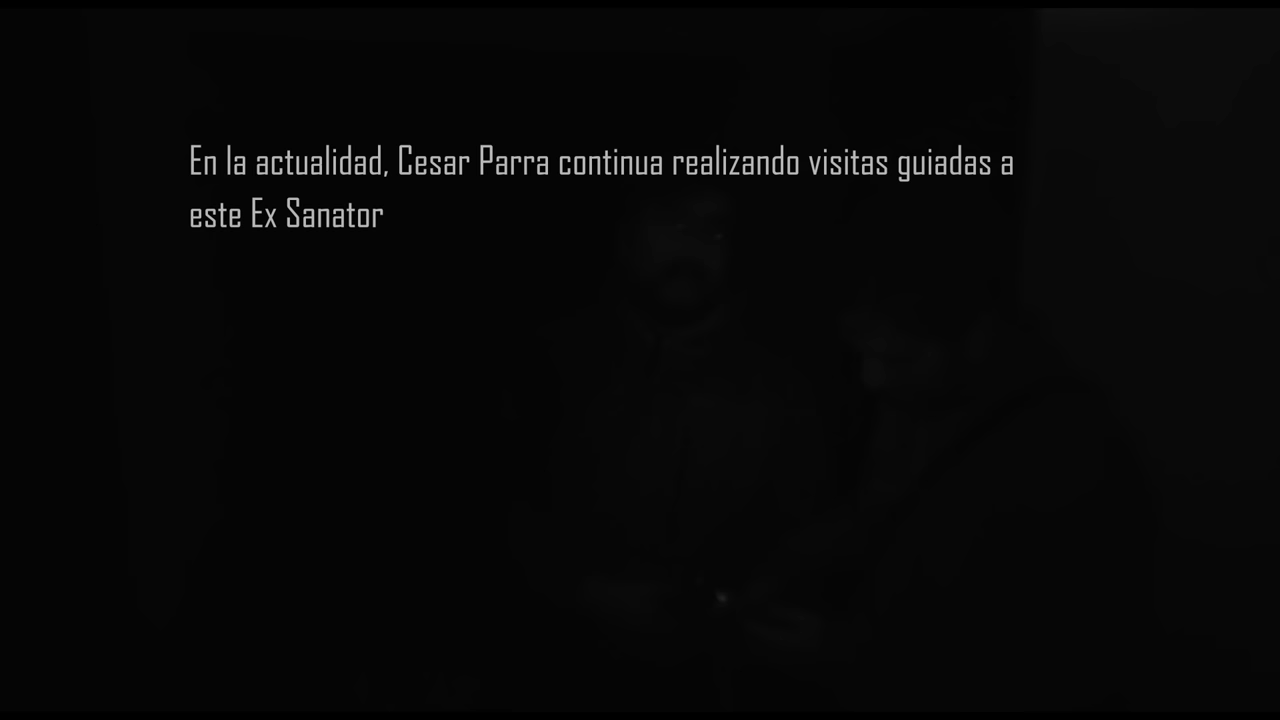 En la actualidad, Cesar Parra continua realizando visitas guiadas a
este Ex Sanator